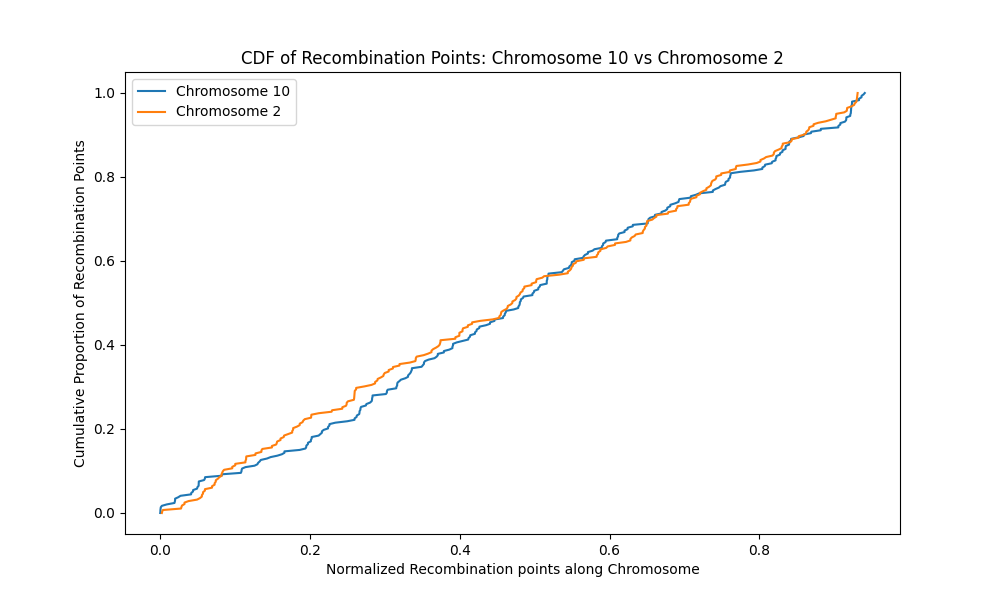 CDF of Recombination Points: Chromosome 10 vs Chromosome 2
Chromosome 10
Chromosome 2
Cumulative Proportion of Recombination Points
1.0
0.8
0.6
0.4
0.2
0.0
0.0 0.2 0.4 0.6 0.8
Normalized Recombination points along Chromosome